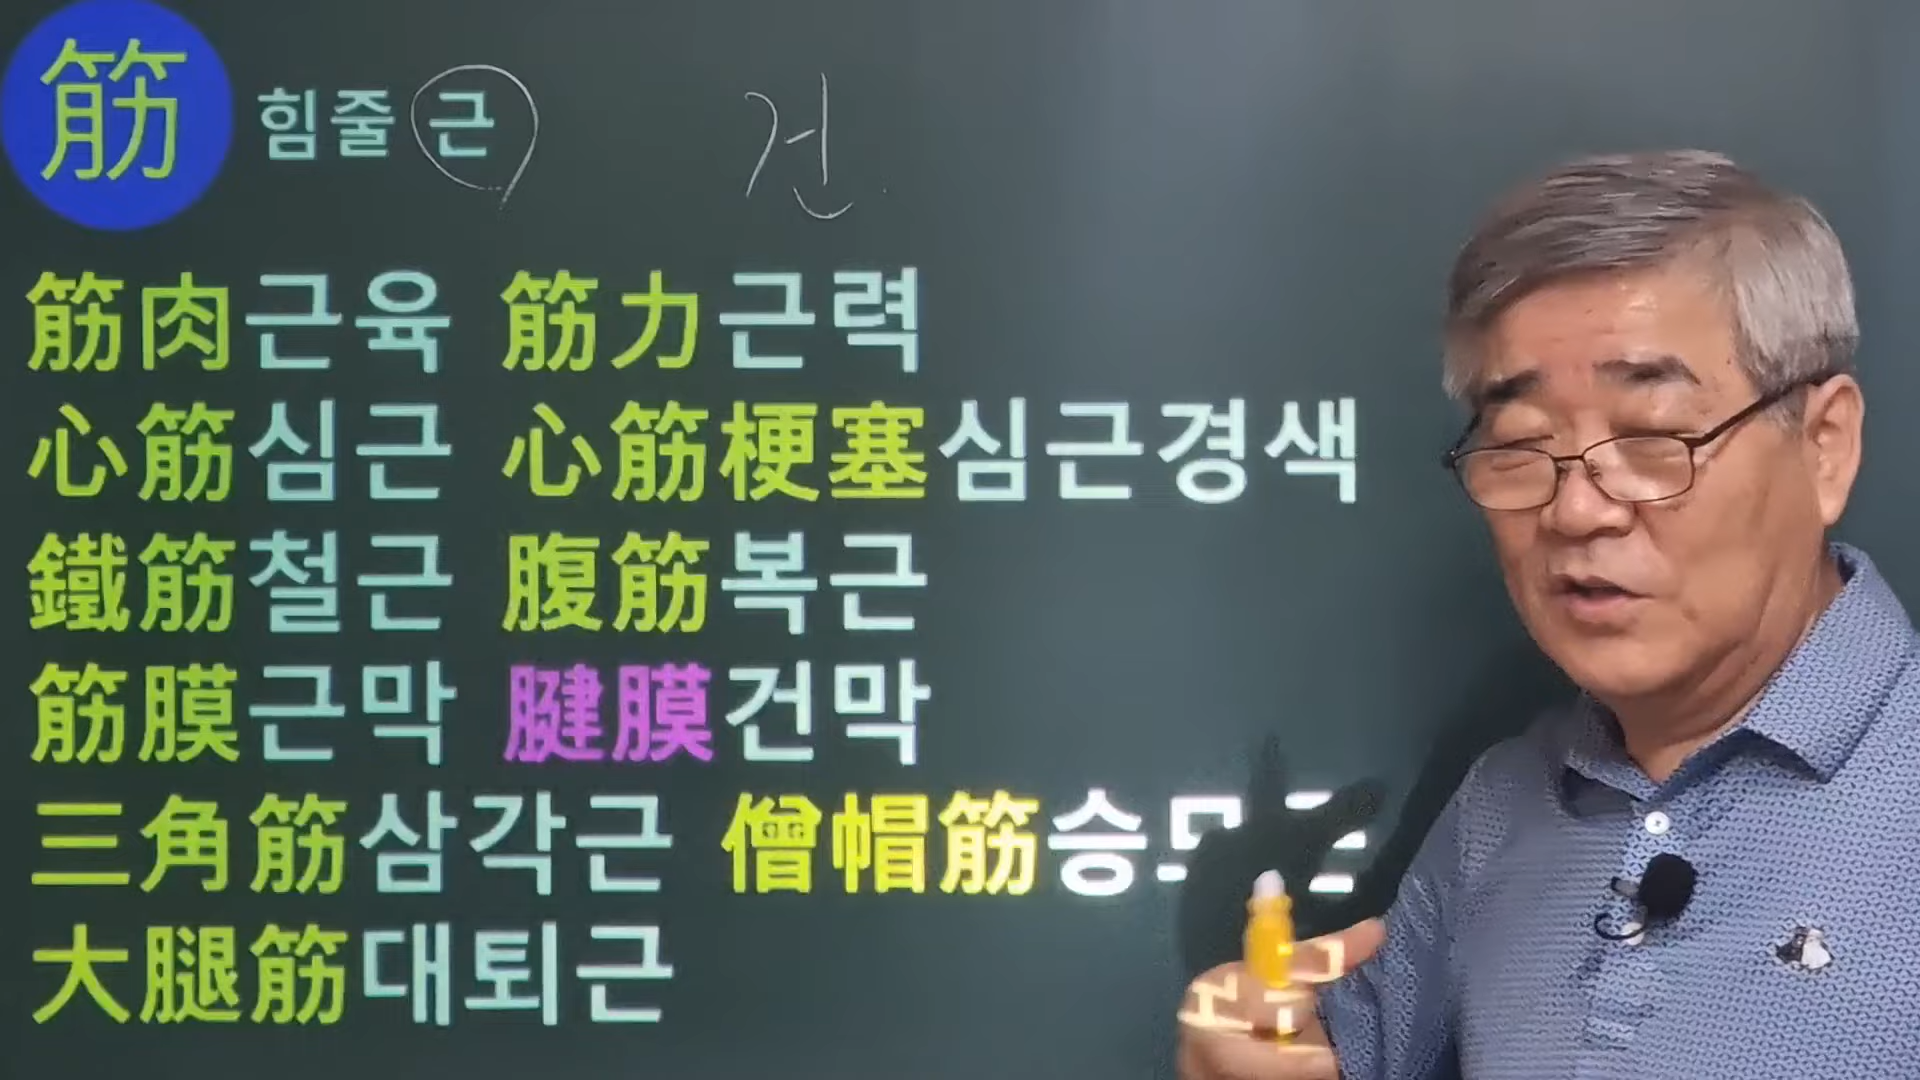 筋 힘줄 근 건
筋肉근육 筋力근력
心筋심근 心筋梗塞심근경색
鐵筋철근 腹筋복근
筋膜근막 腱膜건막
三角筋삼각근 僧帽筋승모근
大腿筋대퇴근